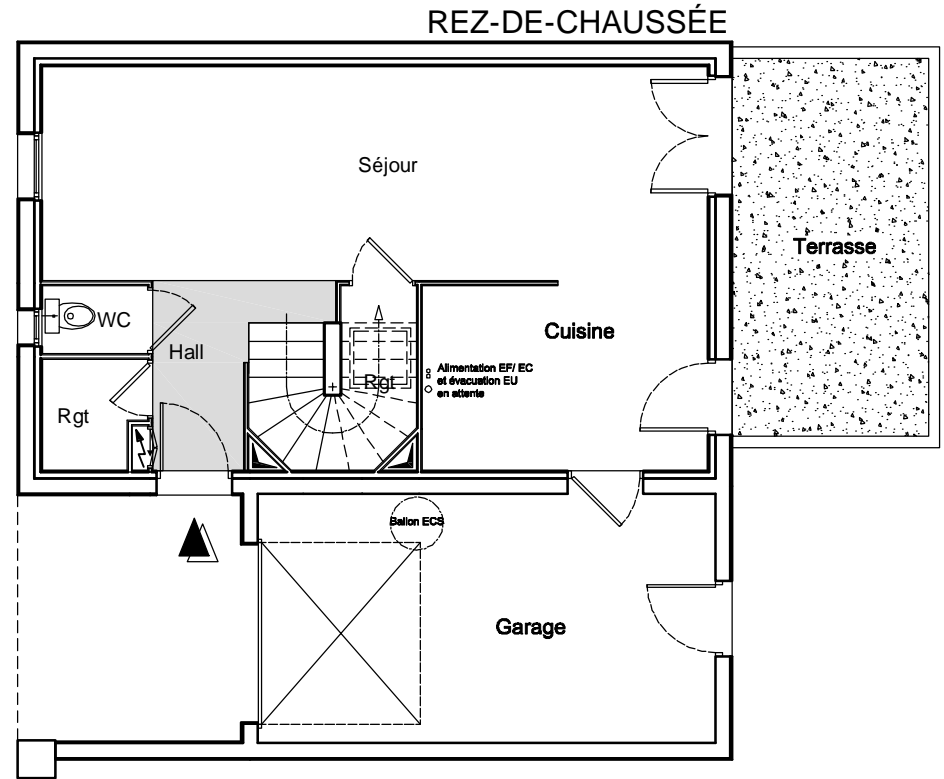 REZ-DE-CHAUSSÉE
Séjour
Terrasse
WC
Hall
Cuisine
Rgt
Alimentation EF/ EC
et évacuation EU
en attente
Rgt
Ballon ECS
Garage